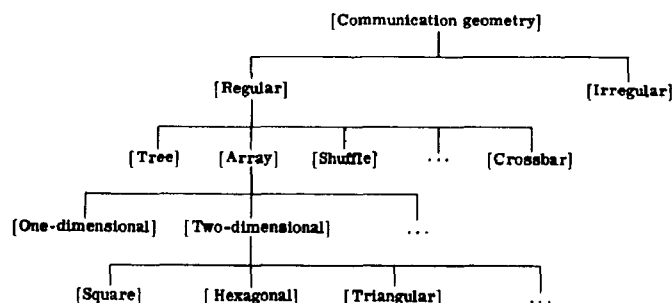 [Communication geometry]
[Regular] [Irregular]
[Tree] [Array] [Shuffle] ... [Crossbar]
[One-dimensional] [Two-dimensional] ...
[Square] [Hexagonal] [Triangular] ...